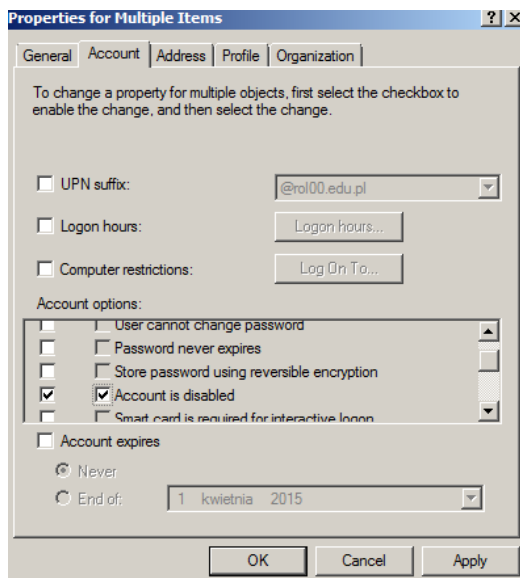 Properties for Multiple Items
General Account Address Profile Organization
To change a property for multiple objects, first select the checkbox to
enable the change, and then select the change.
UPN suffix: @rol00.edu.pl
Logon hours: Logon hours...
Computer restrictions: Log On To...
Account options:
User cannot change password
Password never expires
Store password using reversible encryption
Account is disabled
Smart card is required for interactive logon
Account expires
Never
End of: 1 kwietnia 2015
OK Cancel Apply